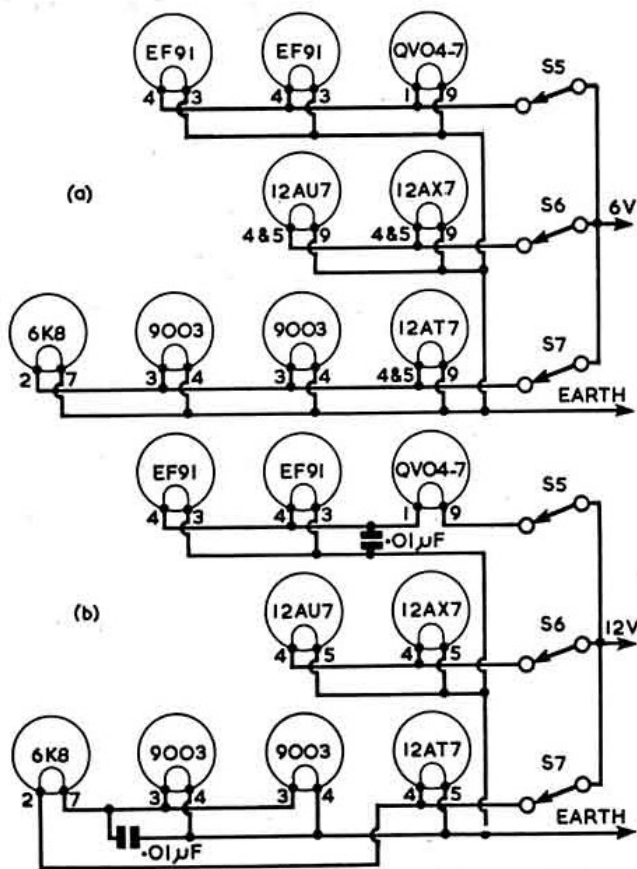 EF91 EF91 QVO4-7 S5
4 3 4 3 1 9
(a)
12AU7 12AX7 S6 6V
4&5 9 4&5 9
6K8 9003 9003 12AT7 S7
2 7 3 4 3 4 4&5 9
EARTH
EF91 EF91 QVO4-7 S5
4 3 4 3 1 9
·01μF
(b)
12AU7 12AX7 S6 12V
4 5 4 5
6K8 9003 9003 12AT7 S7
2 7 3 4 3 4 4 5
EARTH
·01μF